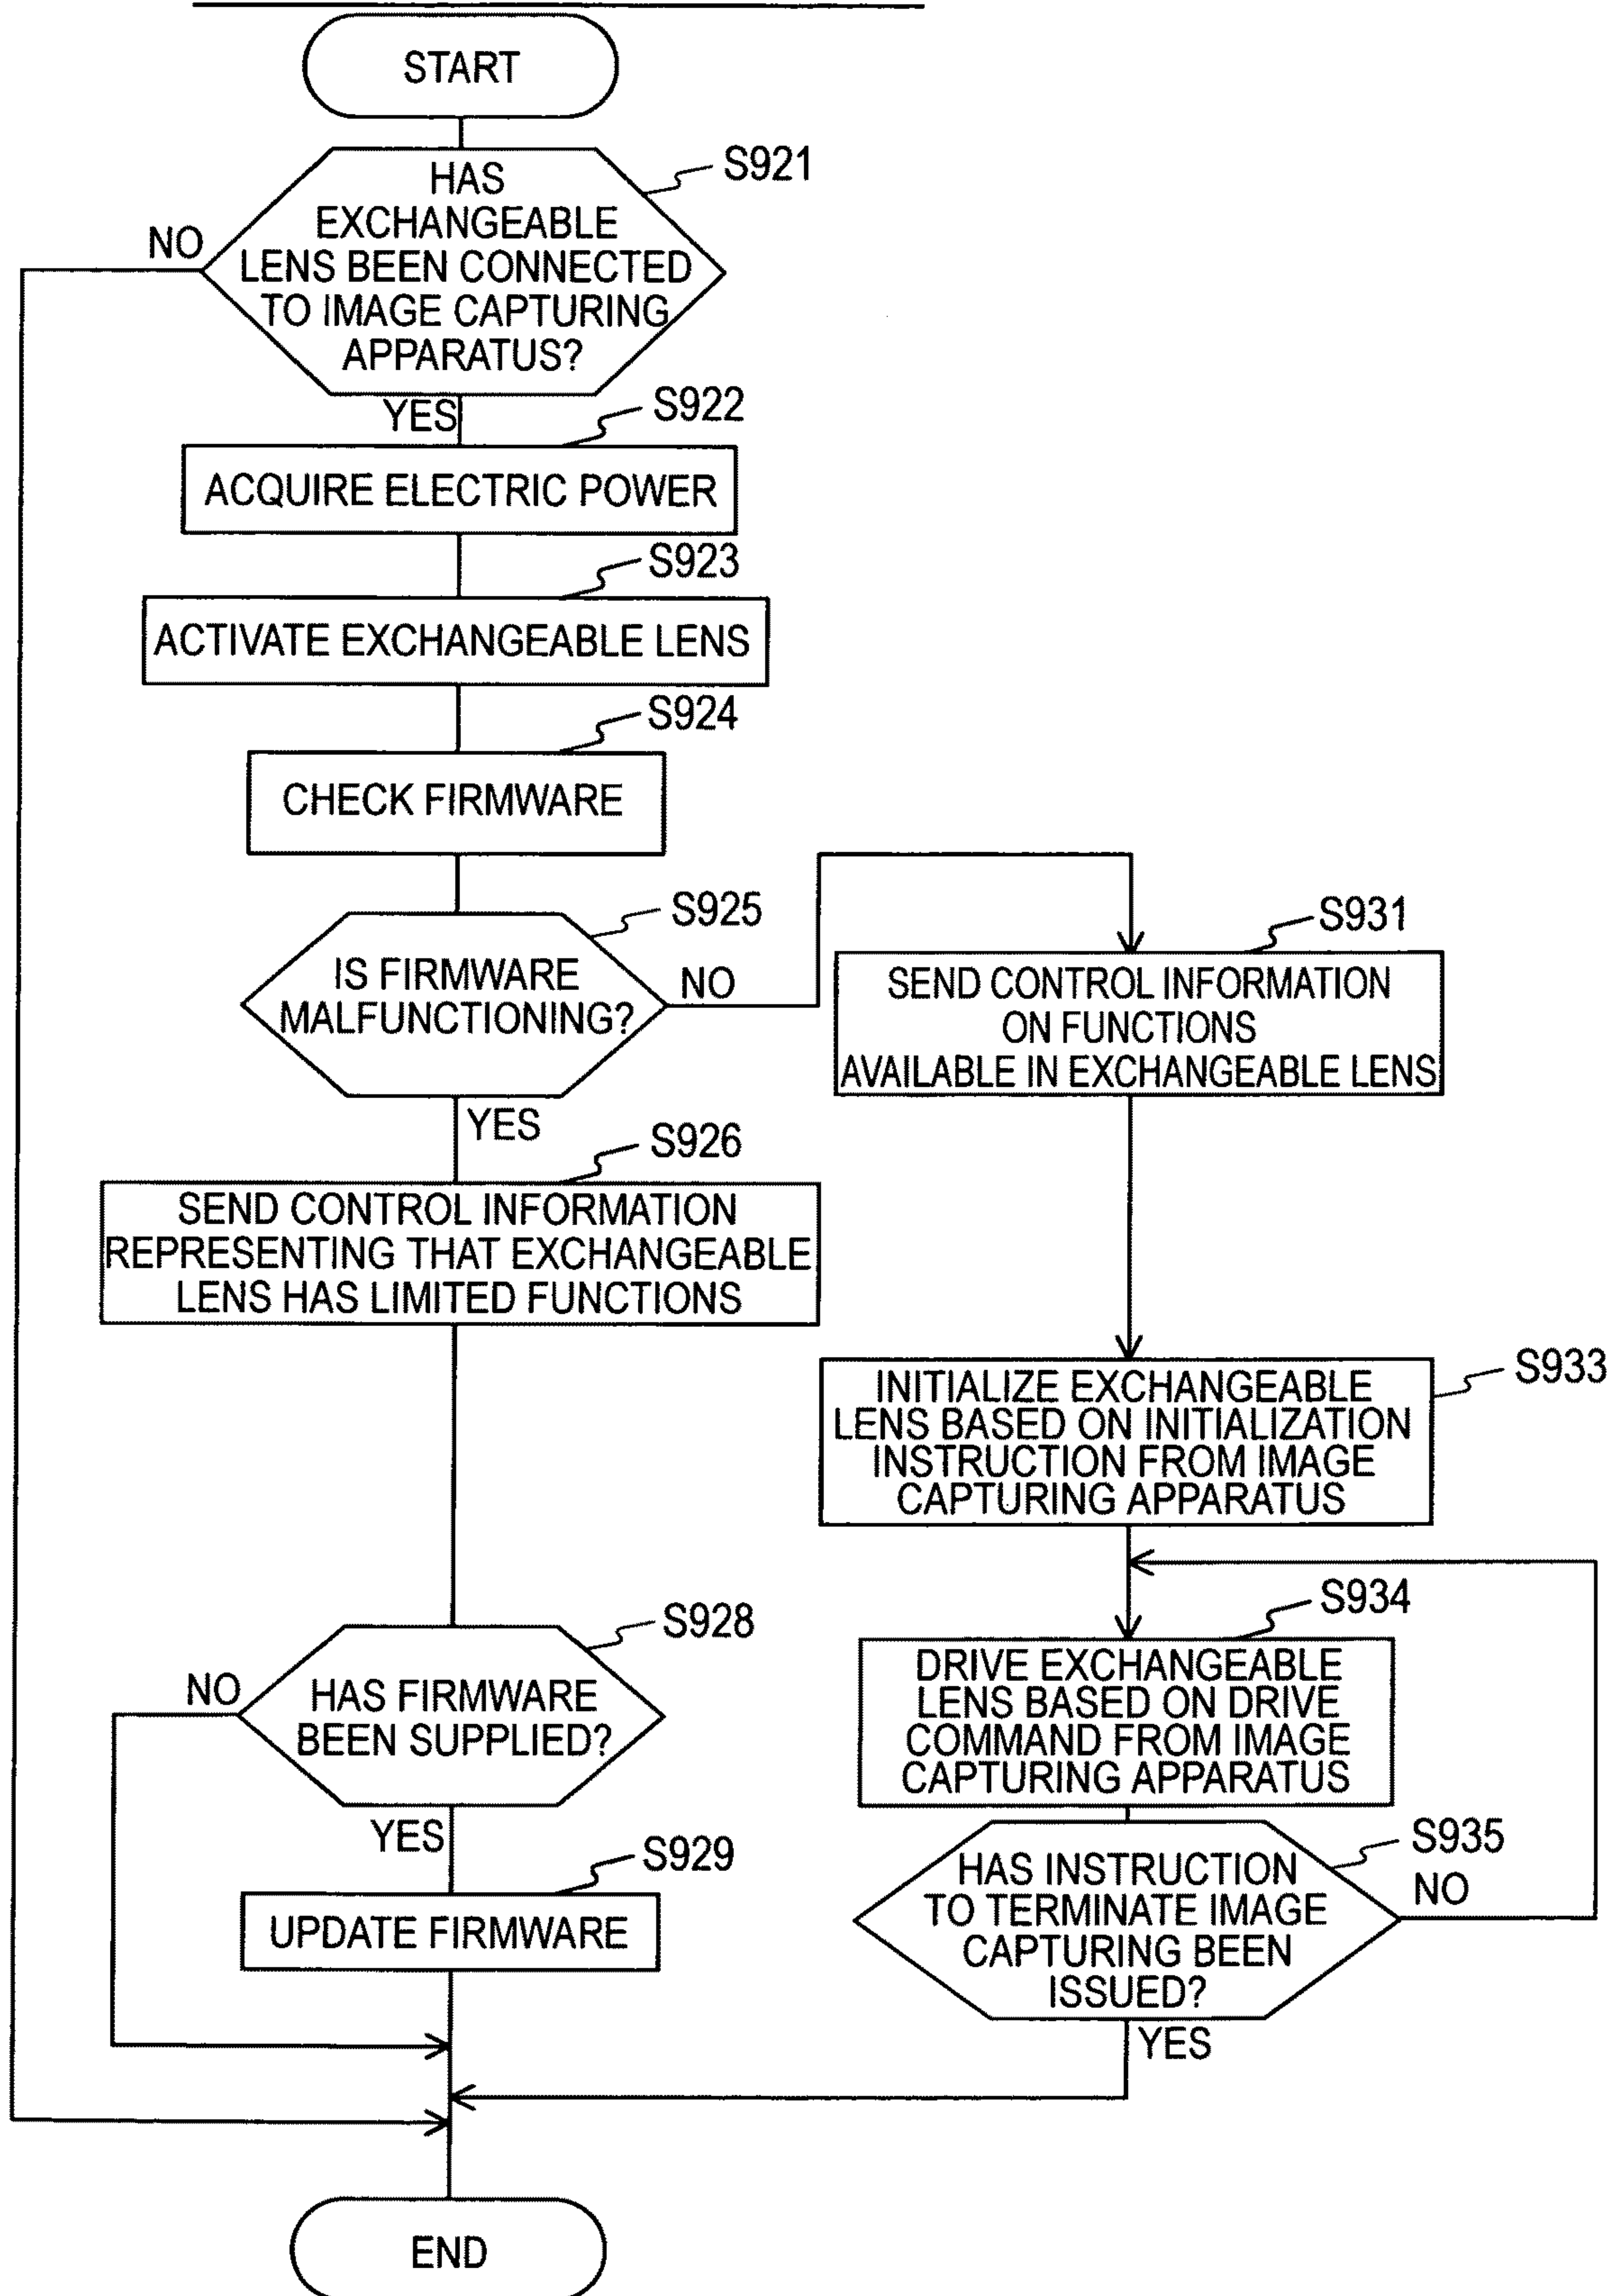 START
S921
HAS
EXCHANGEABLE
LENS BEEN CONNECTED
TO IMAGE CAPTURING
APPARATUS?
NO
YES
S922
ACQUIRE ELECTRIC POWER
S923
ACTIVATE EXCHANGEABLE LENS
S924
CHECK FIRMWARE
S925
IS FIRMWARE
MALFUNCTIONING?
NO
YES
S931
SEND CONTROL INFORMATION
ON FUNCTIONS
AVAILABLE IN EXCHANGEABLE LENS
S926
SEND CONTROL INFORMATION
REPRESENTING THAT EXCHANGEABLE
LENS HAS LIMITED FUNCTIONS
S933
INITIALIZE EXCHANGEABLE
LENS BASED ON INITIALIZATION
INSTRUCTION FROM IMAGE
CAPTURING APPARATUS
S928
HAS FIRMWARE
BEEN SUPPLIED?
NO
YES
S934
DRIVE EXCHANGEABLE
LENS BASED ON DRIVE
COMMAND FROM IMAGE
CAPTURING APPARATUS
S929
UPDATE FIRMWARE
S935
HAS INSTRUCTION
TO TERMINATE IMAGE
CAPTURING BEEN
ISSUED?
NO
YES
END